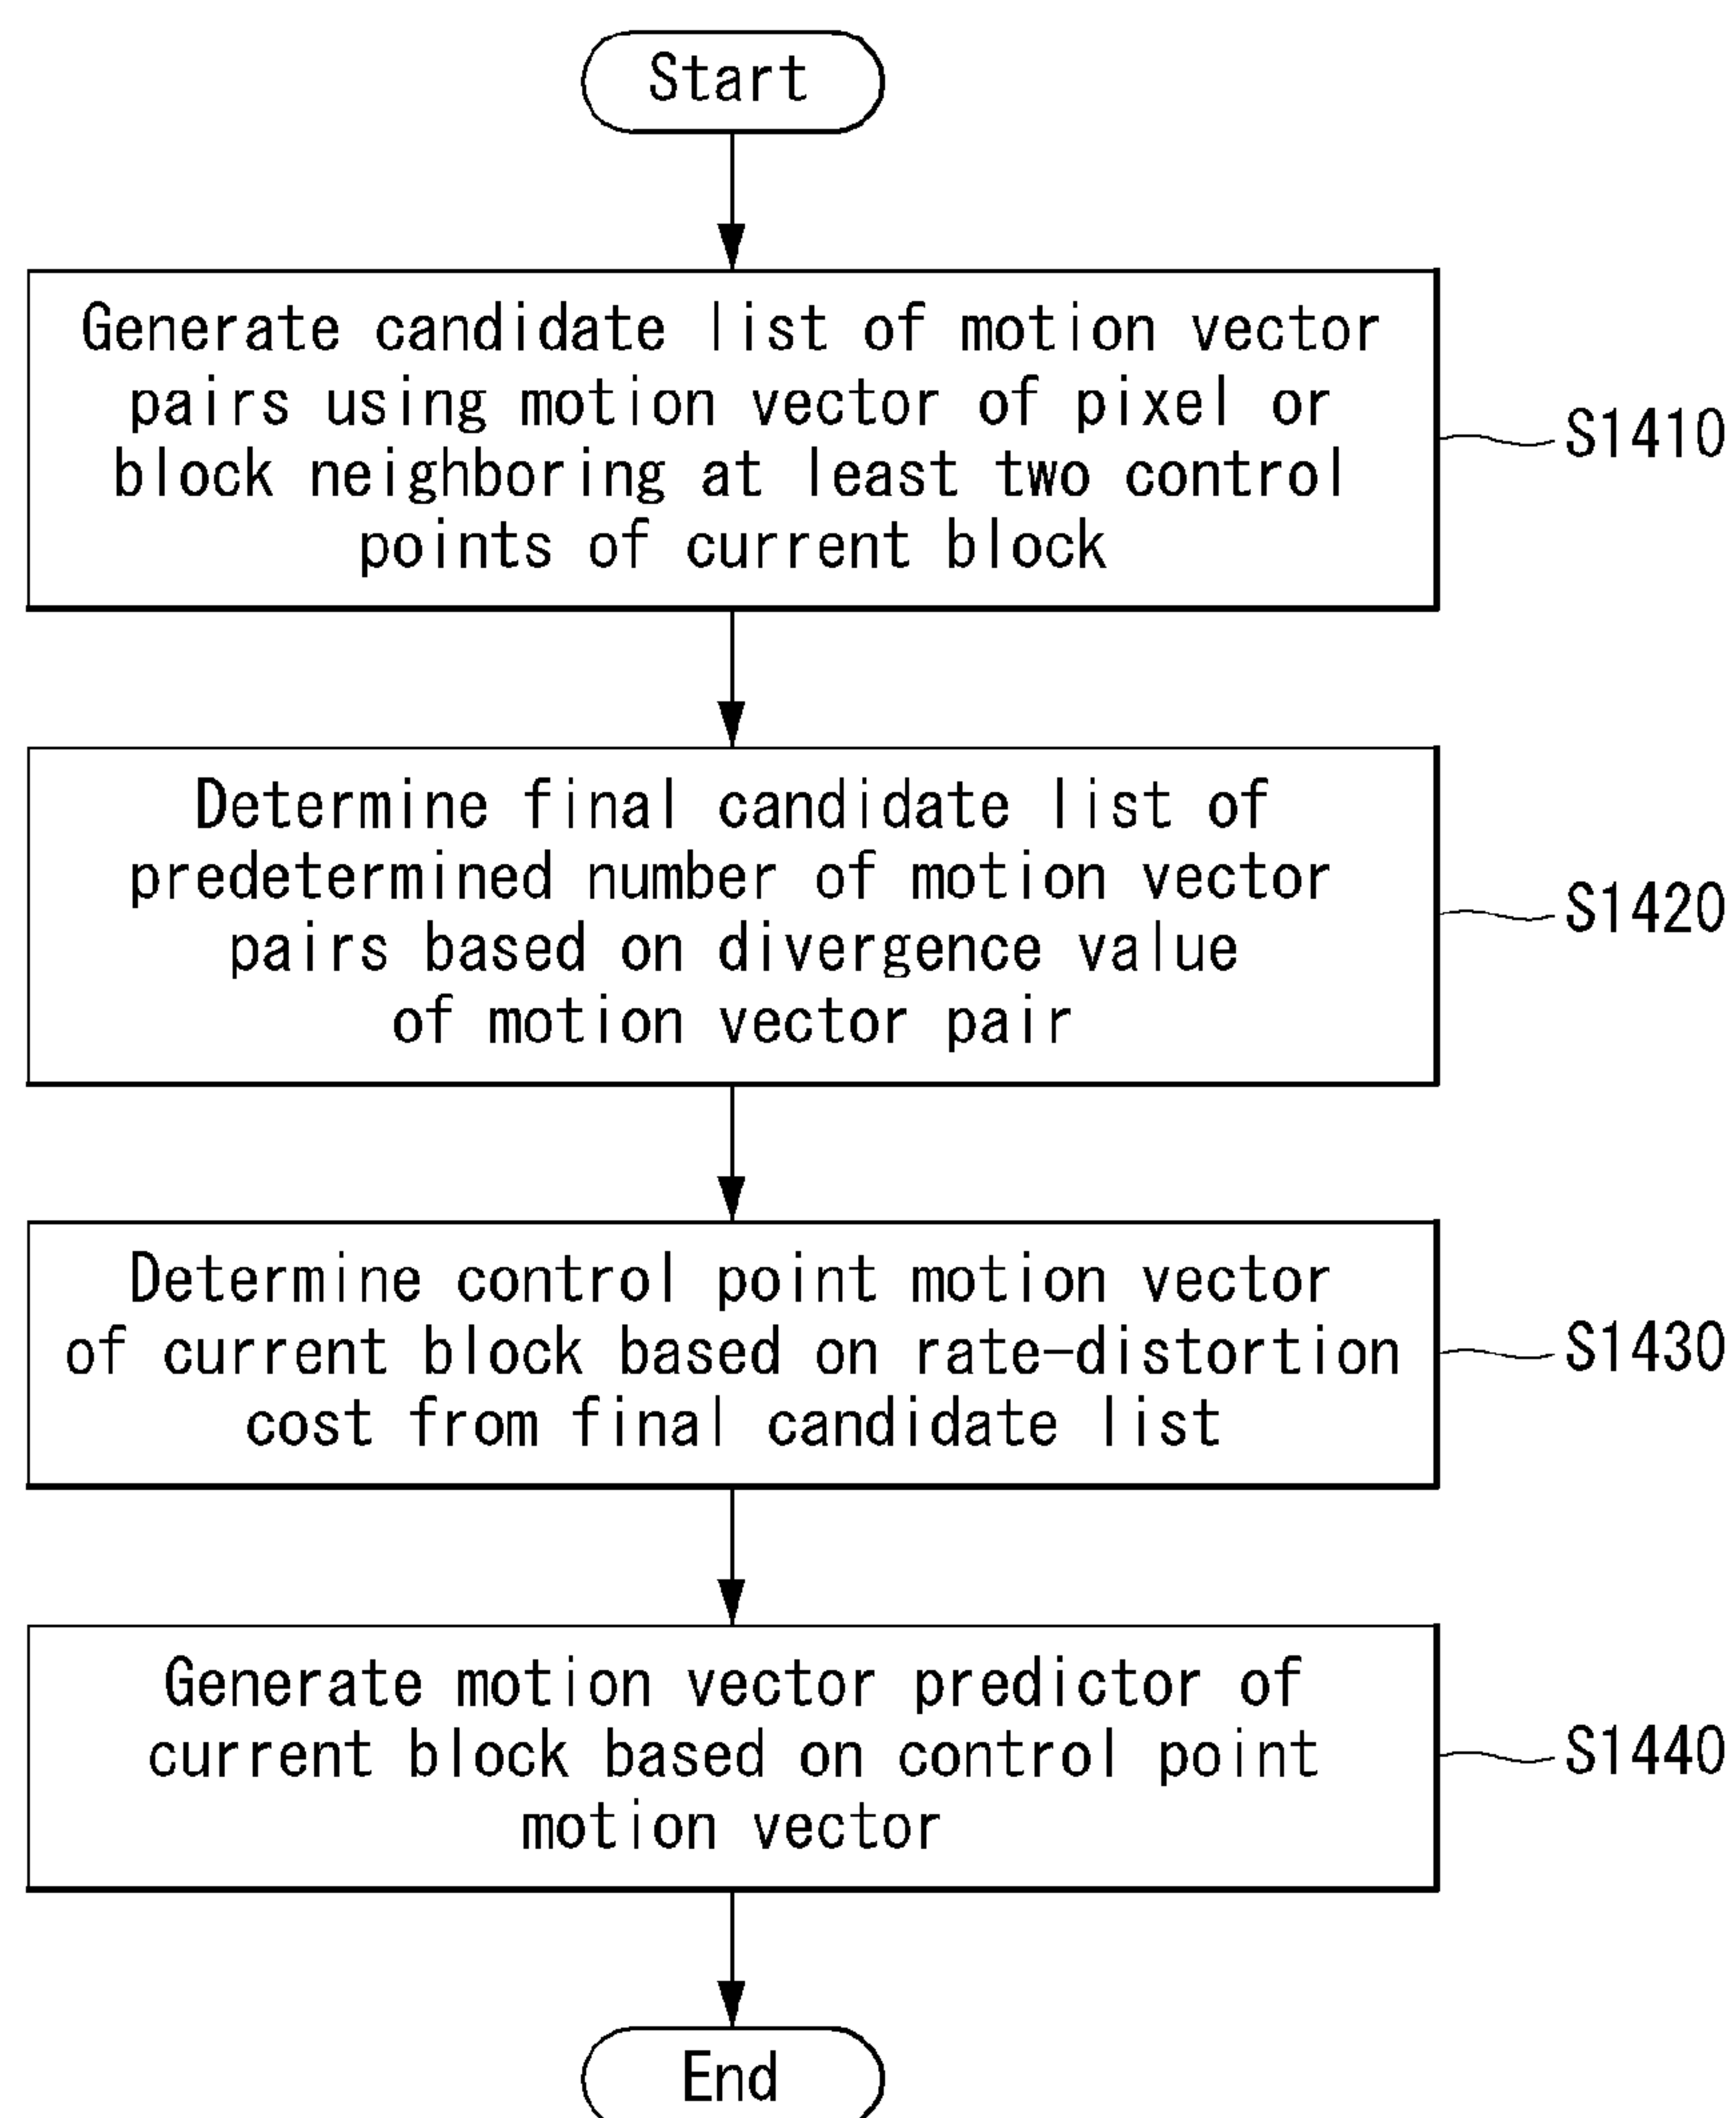 Start
Generate candidate list of motion vector
pairs using motion vector of pixel or
block neighboring at least two control
points of current block
S1410
Determine final candidate list of
predetermined number of motion vector
pairs based on divergence value
of motion vector pair
S1420
Determine control point motion vector
of current block based on rate-distortion
cost from final candidate list
S1430
Generate motion vector predictor of
current block based on control point
motion vector
S1440
End